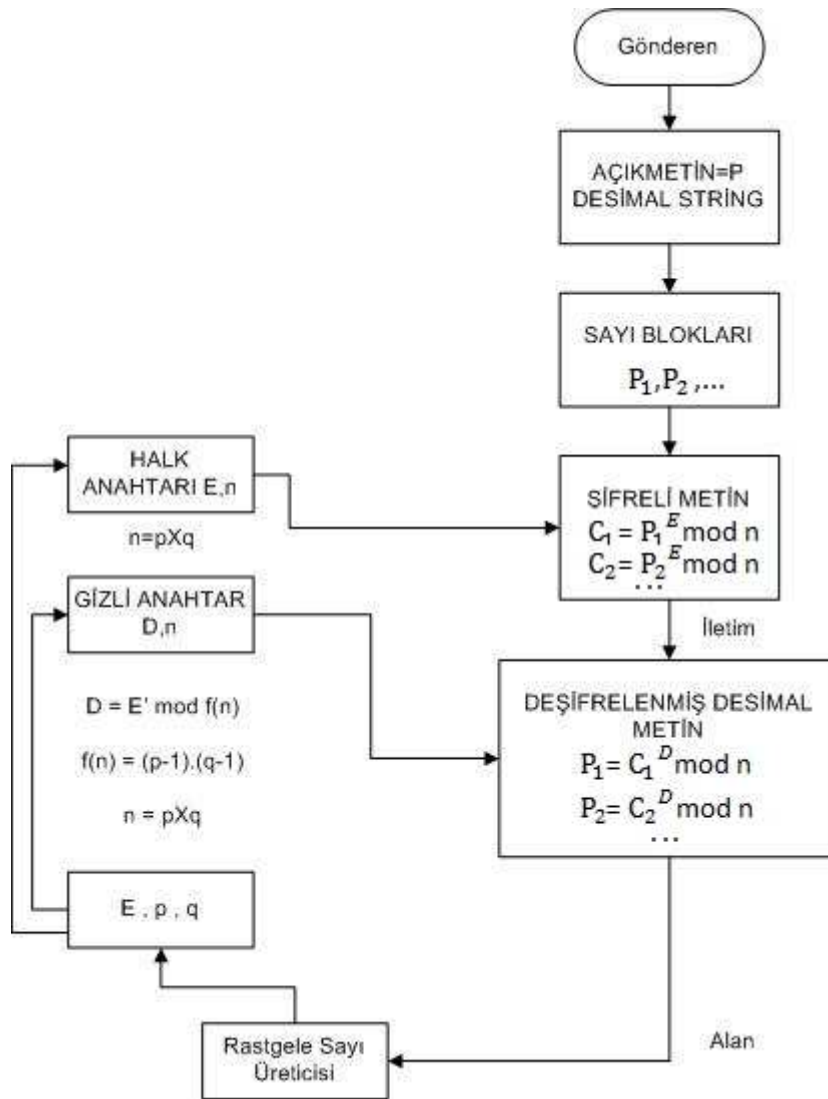 Gönderen
AÇIKMETİN=P
DESİMAL STRİNG
SAYI BLOKLARI
P₁,P₂,...
HALK
ANAHTARI E,n
n=pXq
ŞİFRELİ METİN
C₁ = P₁ᴱ mod n
C₂ = P₂ᴱ mod n
...
İletim
GİZLİ ANAHTAR
D,n
D = E' mod f(n)
f(n) = (p-1).(q-1)
n = pXq
DEŞİFRELENMİŞ DESİMAL
METİN
P₁= C₁ᴰ mod n
P₂= C₂ᴰ mod n
...
E , p , q
Rastgele Sayı
Üreticisi
Alan